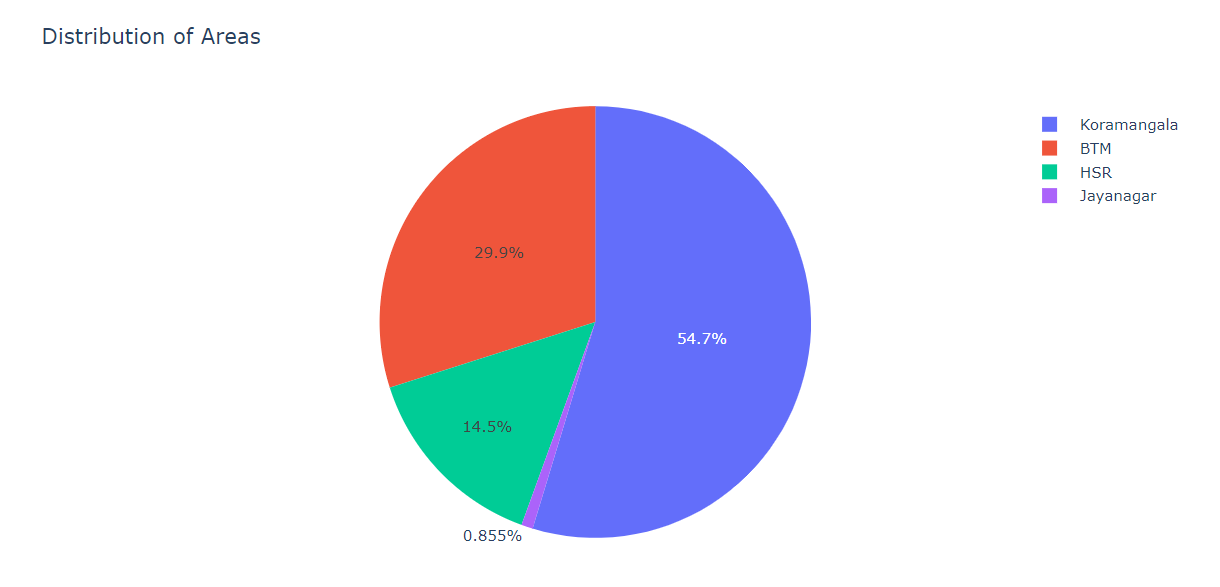 Distribution of Areas
Koramangala
BTM
HSR
Jayanagar
29.9%
54.7%
14.5%
0.855%